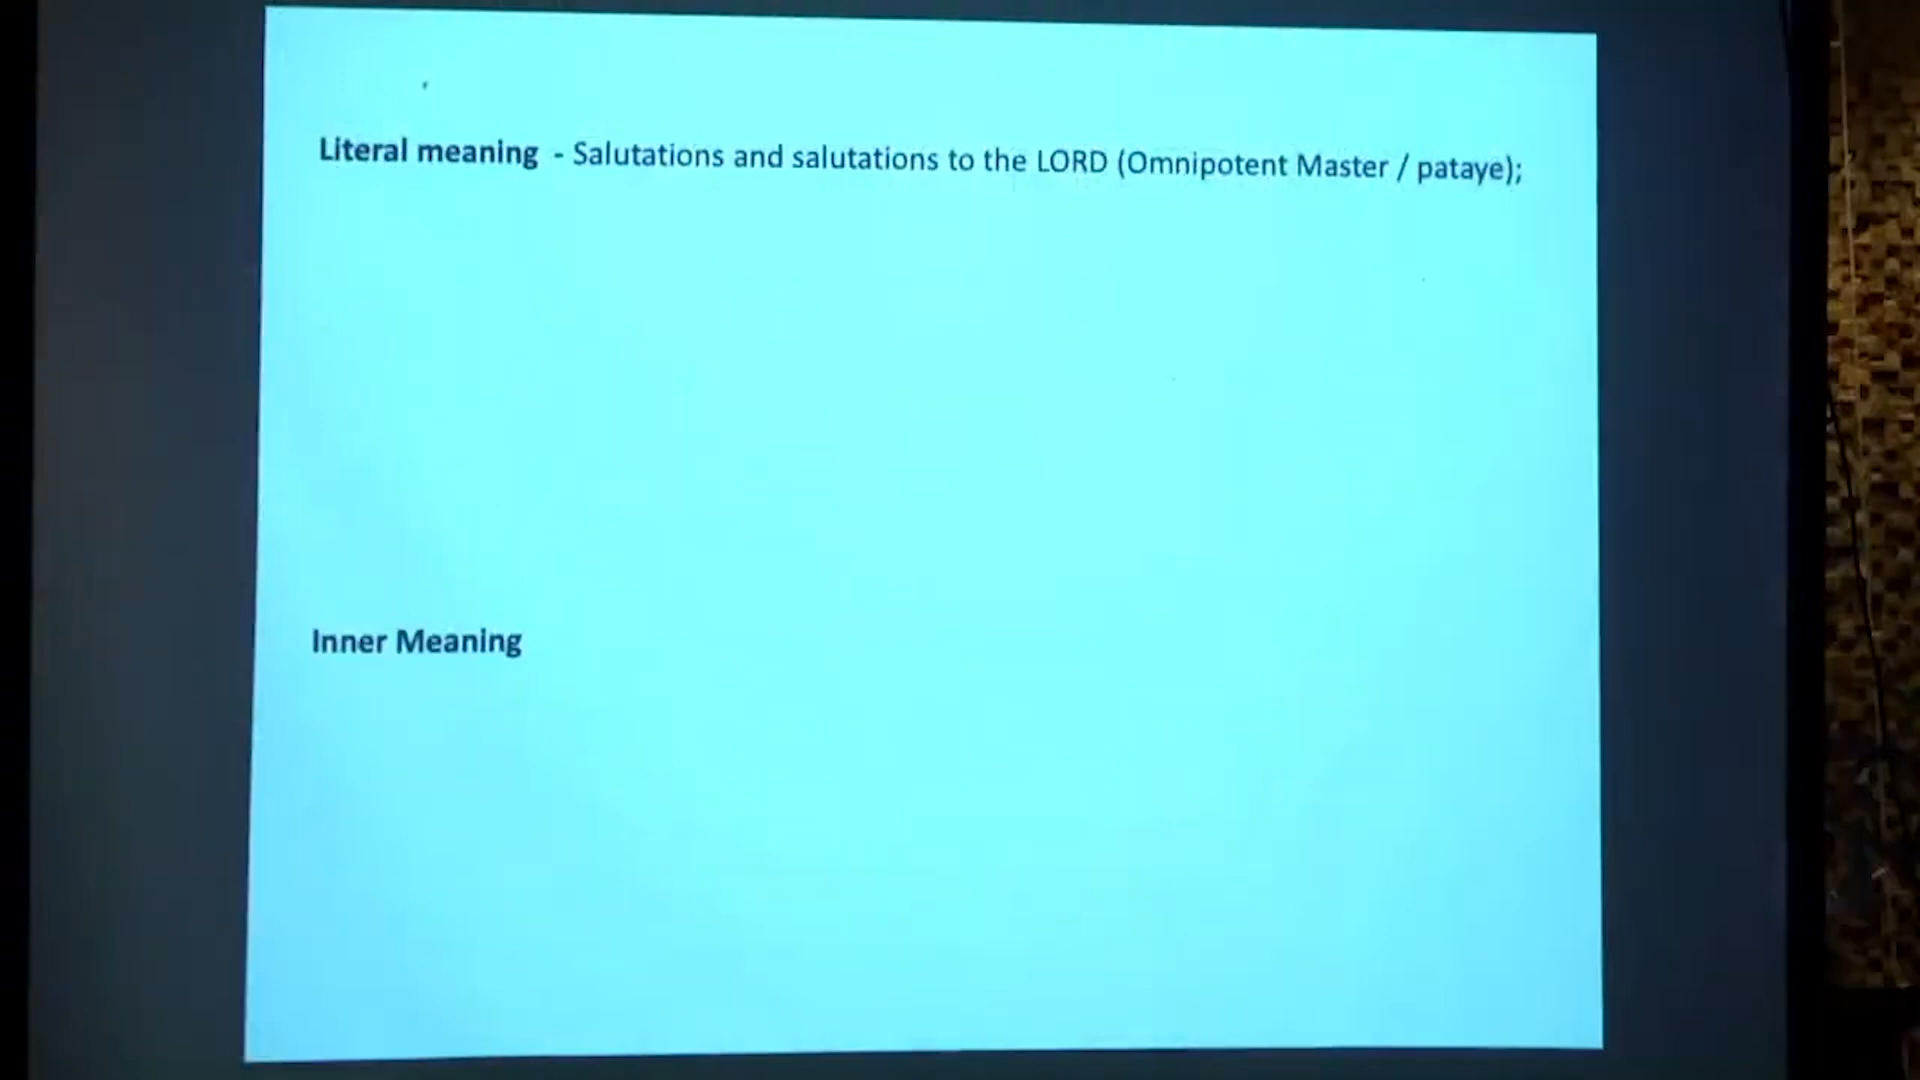 Literal meaning - Salutations and salutations to the LORD (Omnipotent Master / pataye);
Inner Meaning